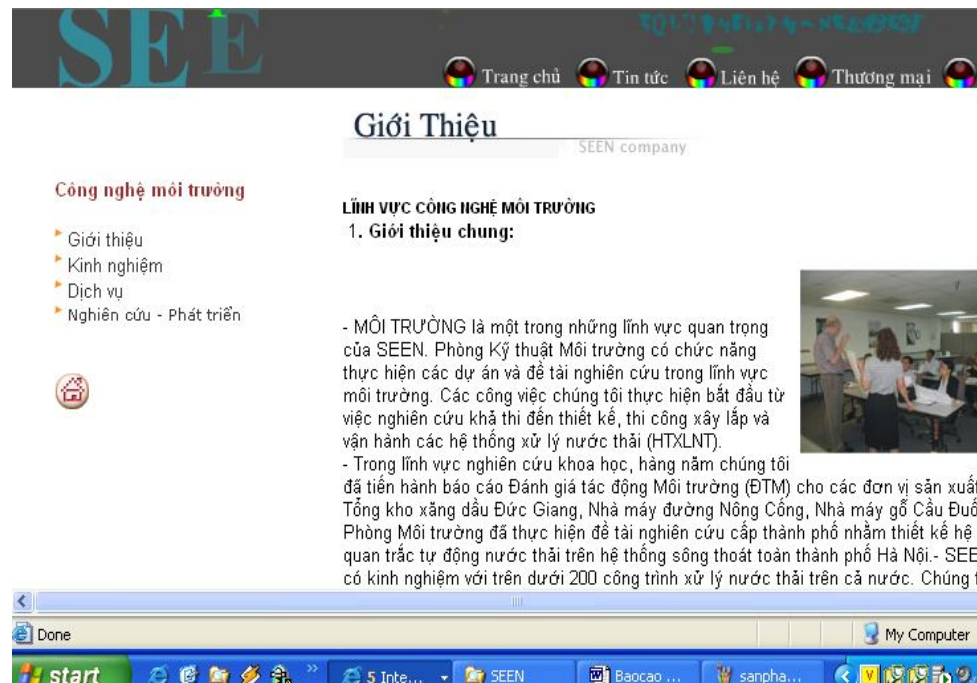 SEE
Trang chủ Tin tức Liên hệ Thương mại
Giới Thiệu
SEEN company
Công nghệ môi trường
Giới thiệu
Kinh nghiệm
Dịch vụ
Nghiên cứu - Phát triển
LĨNH VỰC CÔNG NGHỆ MÔI TRƯỜNG
1. Giới thiệu chung:
- MÔI TRƯỜNG là một trong những lĩnh vực quan trọng
của SEEN. Phòng Kỹ thuật Môi trường có chức năng
thực hiện các dự án và đề tài nghiên cứu trong lĩnh vực
môi trường. Các công việc chúng tôi thực hiện bắt đầu từ
việc nghiên cứu khả thi đến thiết kế, thi công xây lắp và
vận hành các hệ thống xử lý nước thải (HTXLNT).
- Trong lĩnh vực nghiên cứu khoa học, hàng năm chúng tôi
đã tiến hành báo cáo Đánh giá tác động Môi trường (ĐTM) cho các đơn vị sản xuất
Tổng kho xăng dầu Đức Giang, Nhà máy đường Nông Cống, Nhà máy gỗ Cầu Đuố
Phòng Môi trường đã thực hiện đề tài nghiên cứu cấp thành phố nhằm thiết kế hệ
quan trắc tự động nước thải trên hệ thống sông thoát toàn thành phố Hà Nội.- SEE
có kinh nghiệm với trên dưới 200 công trình xử lý nước thải trên cả nước. Chúng t
Done My Computer
start 5 Inte... SEEN Baocao ... sanpha...